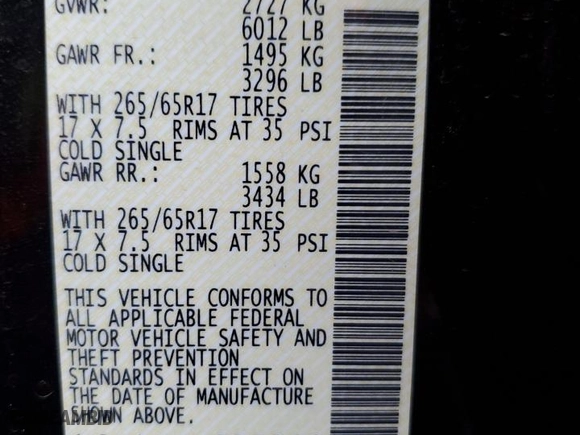 GVWR: 2727 KG
6012 LB
GAWR FR.: 1495 KG
3296 LB
WITH 265/65R17 TIRES
17 X 7.5 RIMS AT 35 PSI
COLD SINGLE
GAWR RR.: 1558 KG
3434 LB
WITH 265/65R17 TIRES
17 X 7.5 RIMS AT 35 PSI
COLD SINGLE
THIS VEHICLE CONFORMS TO
ALL APPLICABLE FEDERAL
MOTOR VEHICLE SAFETY AND
THEFT PREVENTION
STANDARDS IN EFFECT ON
THE DATE OF MANUFACTURE
SHOWN ABOVE.